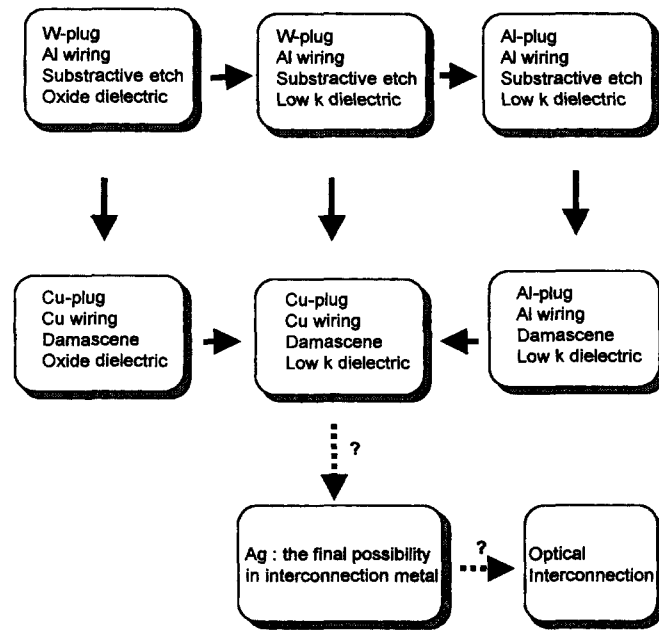 W-plug
Al wiring
Substractive etch
Oxide dielectric
W-plug
Al wiring
Substractive etch
Low k dielectric
Al-plug
Al wiring
Substractive etch
Low k dielectric
Cu-plug
Cu wiring
Damascene
Oxide dielectric
Cu-plug
Cu wiring
Damascene
Low k dielectric
Al-plug
Al wiring
Damascene
Low k dielectric
?
Ag : the final possibility
in interconnection metal
?
Optical
Interconnection